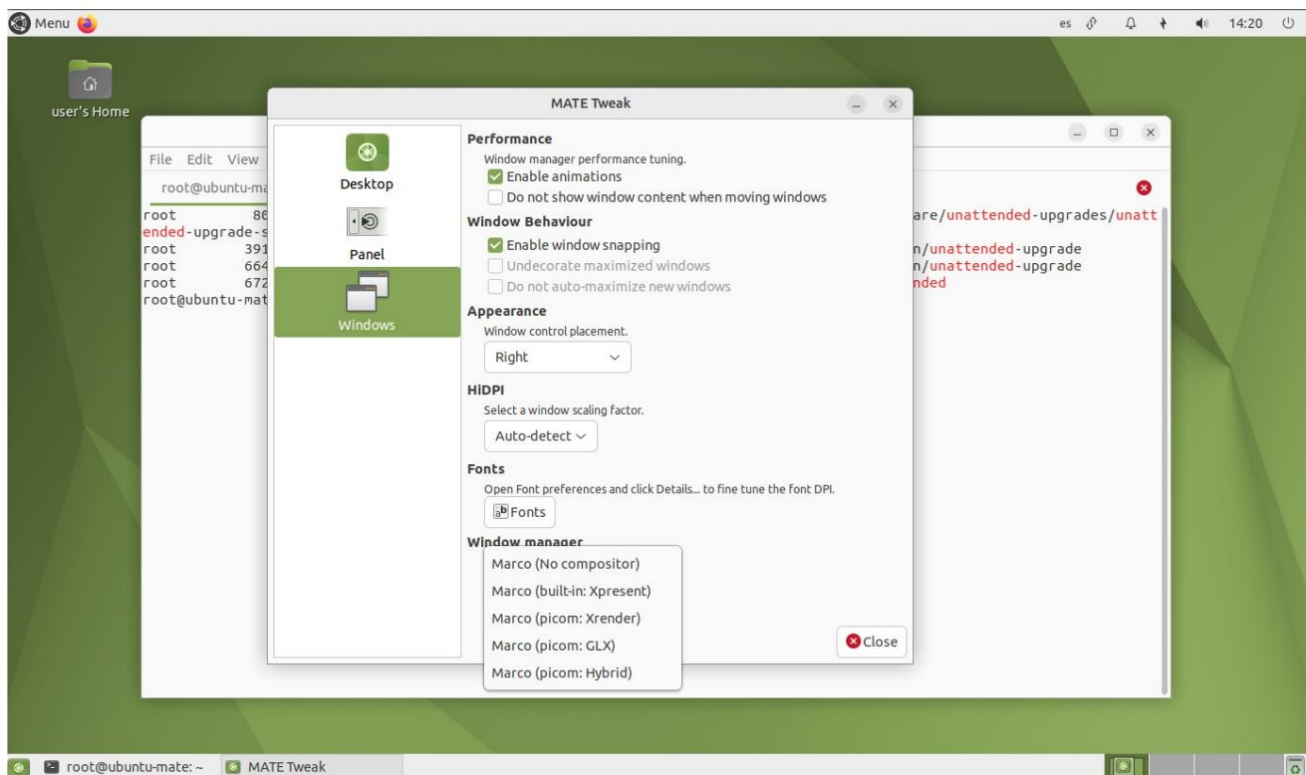 Menu
es
14:20
user's Home
MATE Tweak
File Edit View
root@ubuntu-ma
root 80
are/unattended-upgrades/unatt
ended-upgrade-s
root 391
n/unattended-upgrade
root 664
n/unattended-upgrade
root 672
nded
root@ubuntu-mat
Desktop
Panel
Windows
Performance
Window manager performance tuning.
Enable animations
Do not show window content when moving windows
Window Behaviour
Enable window snapping
Undecorate maximized windows
Do not auto-maximize new windows
Appearance
Window control placement.
Right
HiDPI
Select a window scaling factor.
Auto-detect
Fonts
Open Font preferences and click Details... to fine tune the font DPI.
Fonts
Window manager
Marco (No compositor)
Marco (built-in: Xpresent)
Marco (picom: Xrender)
Marco (picom: GLX)
Marco (picom: Hybrid)
Close
root@ubuntu-mate: ~
MATE Tweak